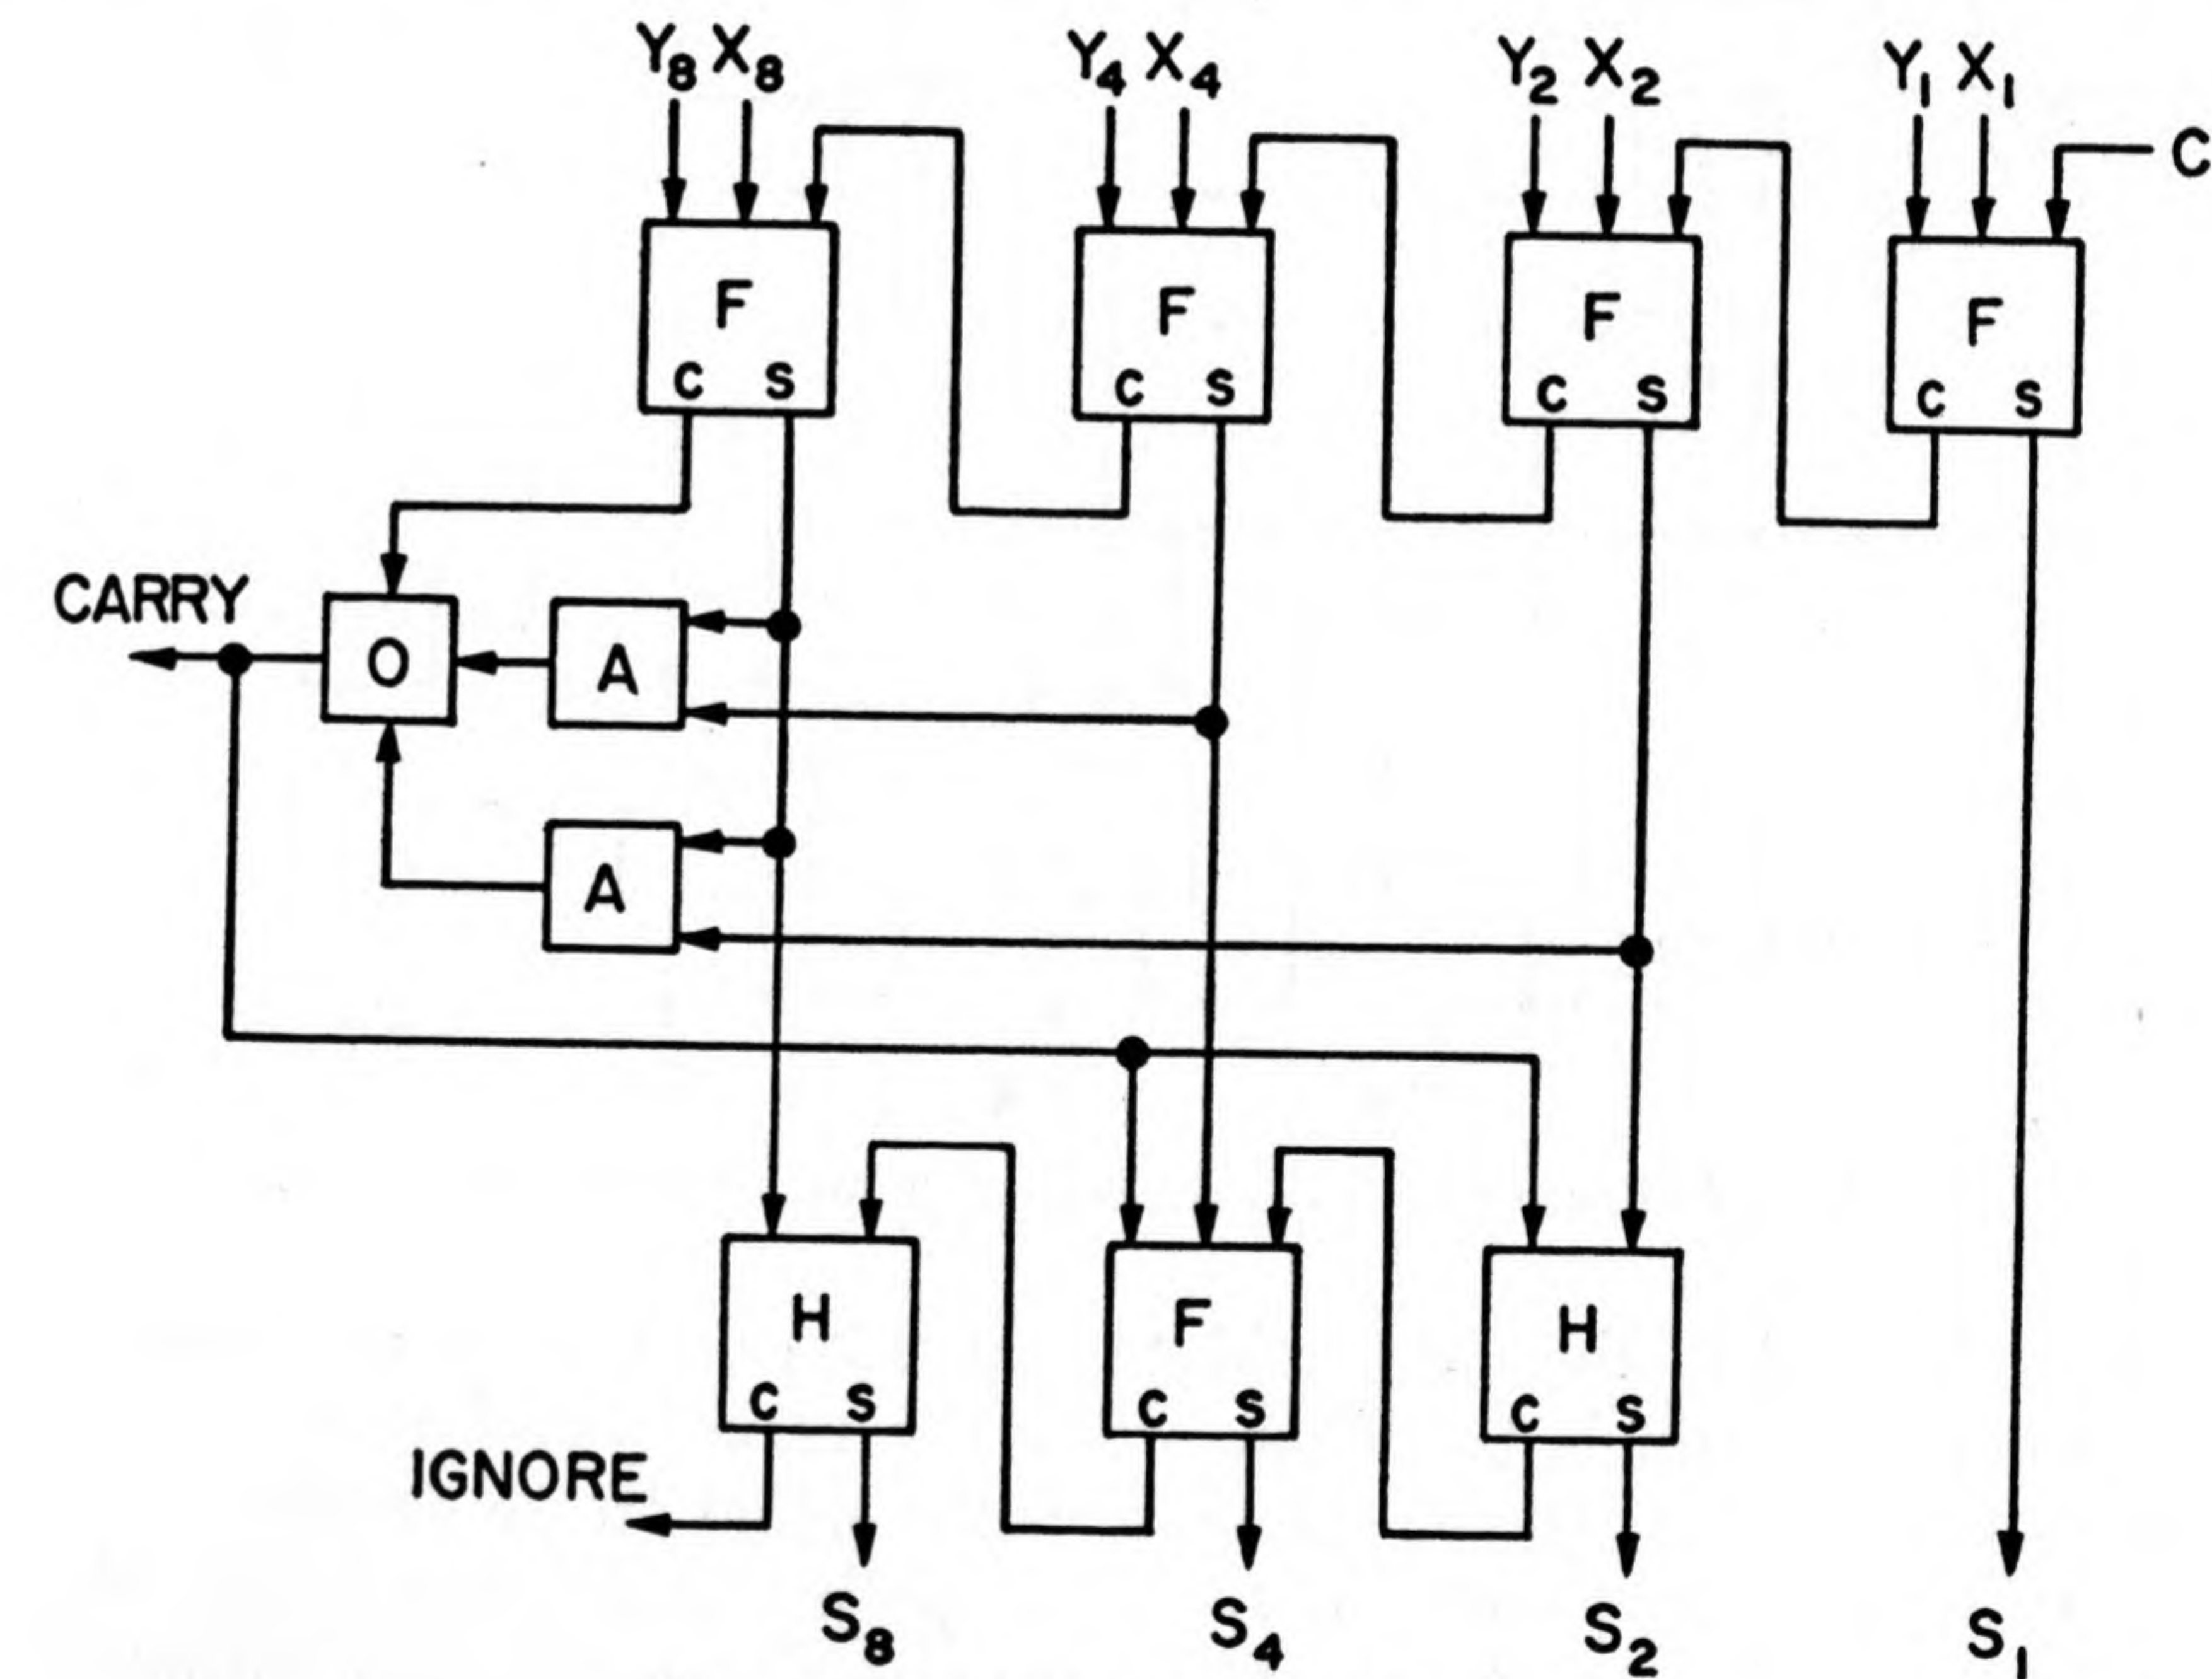 Y8 X8 Y4 X4 Y2 X2 Y1 X1
C
F F F F
C S C S C S C S
CARRY
O A
A
H F H
C S C S C S
IGNORE
S8 S4 S2 S1